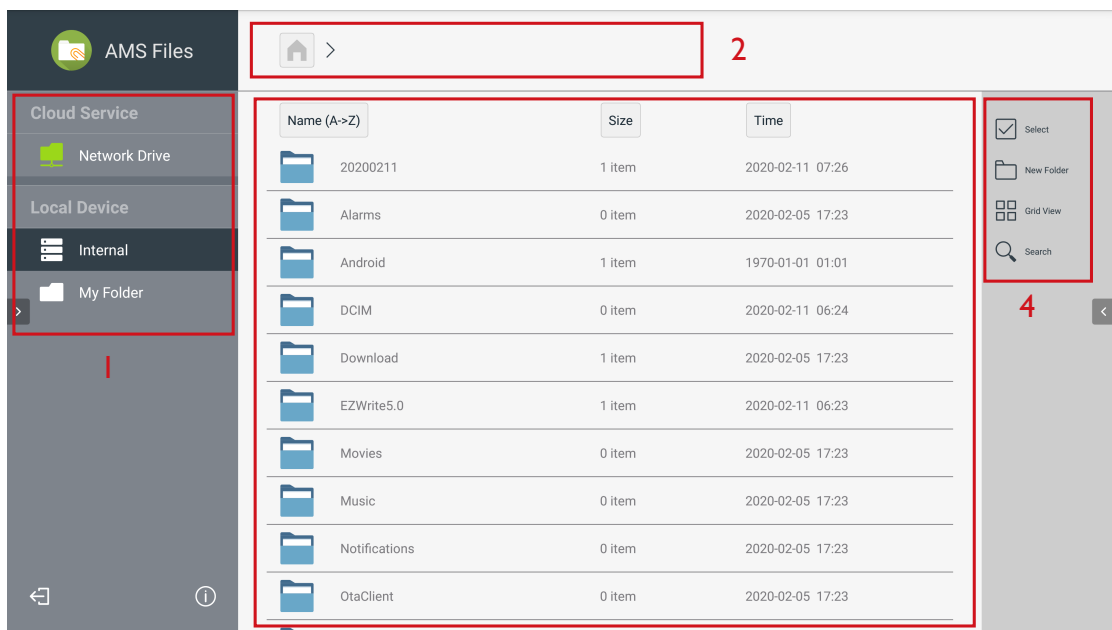 AMS Files
2
Cloud Service
Network Drive
Local Device
Internal
My Folder
1
Name (A->Z) Size Time
20200211 1 item 2020-02-11 07:26
Alarms 0 item 2020-02-05 17:23
Android 1 item 1970-01-01 01:01
DCIM 0 item 2020-02-11 06:24
Download 1 item 2020-02-05 17:23
EZWrite5.0 1 item 2020-02-11 06:23
Movies 0 item 2020-02-05 17:23
Music 0 item 2020-02-05 17:23
Notifications 0 item 2020-02-05 17:23
OtaClient 0 item 2020-02-05 17:23
Select
New Folder
Grid View
Search
4